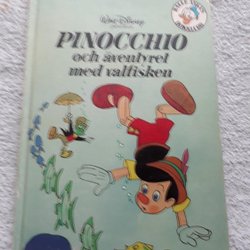 Walt Disney
PINOCCHIO
och äventyret
med valfisken